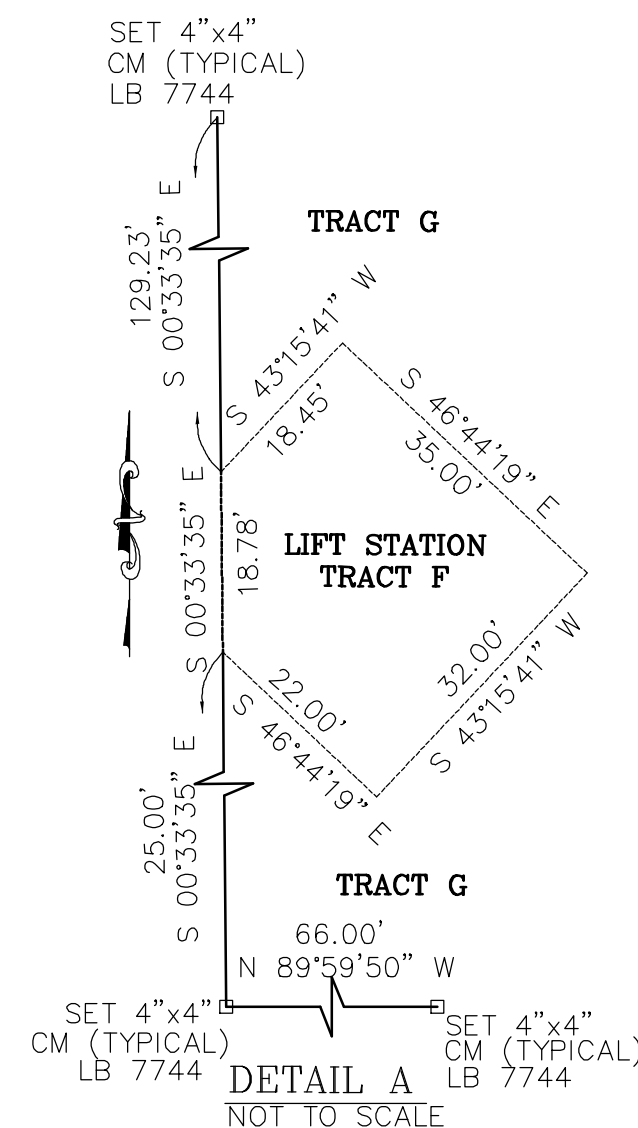 SET 4”x4”
CM (TYPICAL)
LB 7744
TRACT G
129.23’
S 00°33’35” E
S 43°15’41” W
18.45’
S 46°44’19” E
35.00’
S 00°33’35” E
18.78’
LIFT STATION
TRACT F
32.00’
S 43°15’41” W
22.00’
S 46°44’19” E
25.00’
S 00°33’35” E
TRACT G
66.00’
N 89°59’50” W
SET 4”x4”
CM (TYPICAL)
LB 7744
SET 4”x4”
CM (TYPICAL)
LB 7744
DETAIL A
NOT TO SCALE